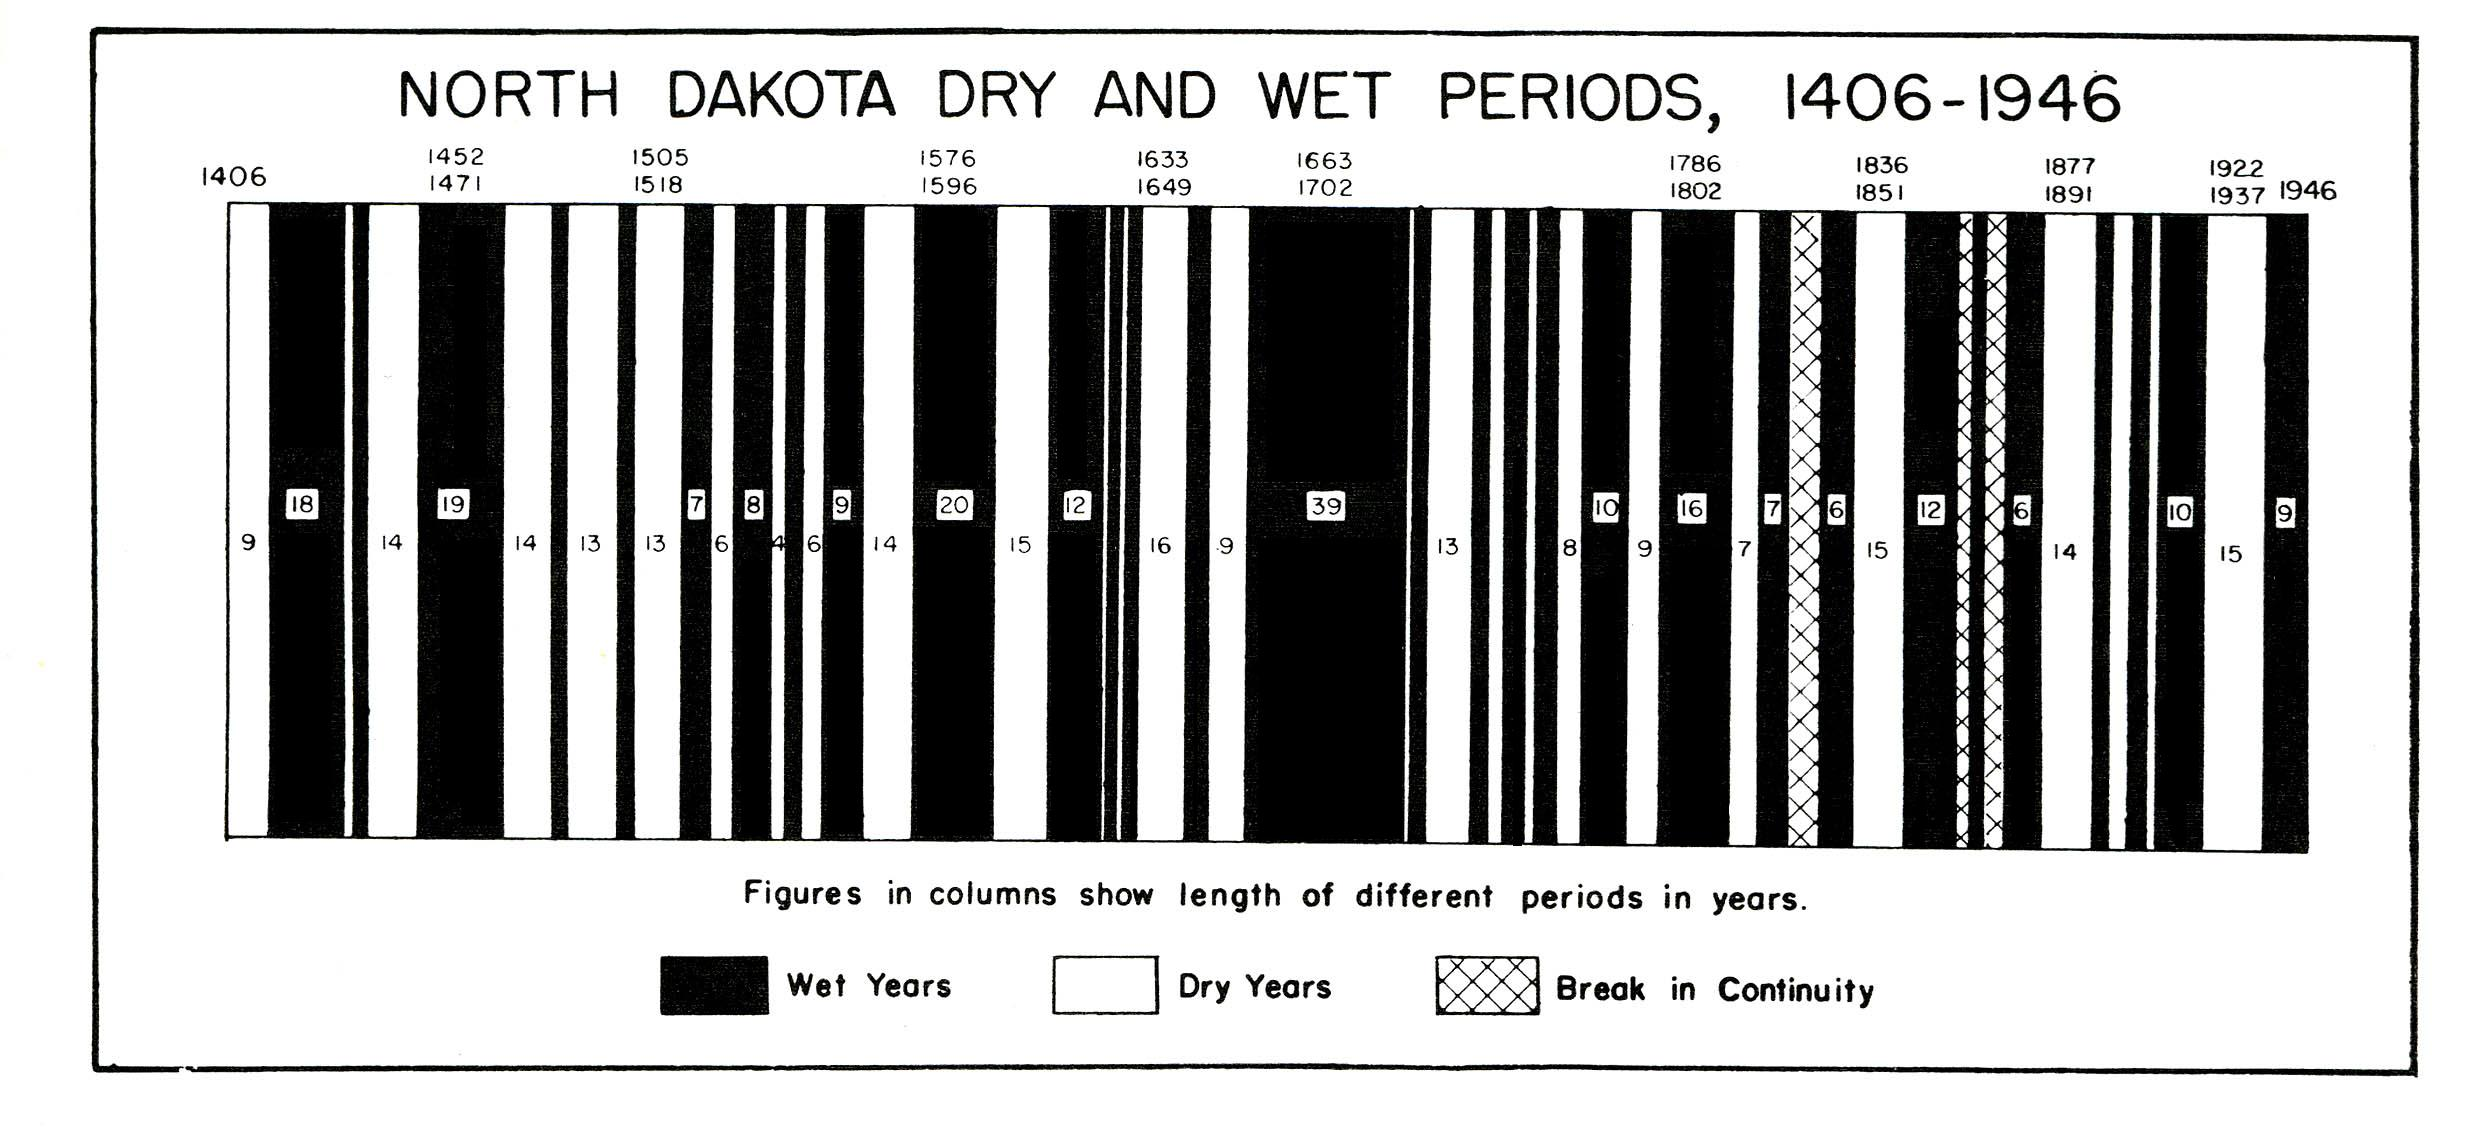 NORTH DAKOTA DRY AND WET PERIODS, 1406-1946
1406 1452 1505 1576 1633 1663 1786 1836 1877 1922 1946
1471 1518 1596 1649 1702 1802 1851 1891 1937
18 19 7 8 9 20 12 39 10 16 7 6 12 6 10 9
9 14 14 13 13 6 4 6 14 15 16 9 13 8 9 7 15 14 15
Figures in columns show length of different periods in years.
Wet Years Dry Years Break in Continuity